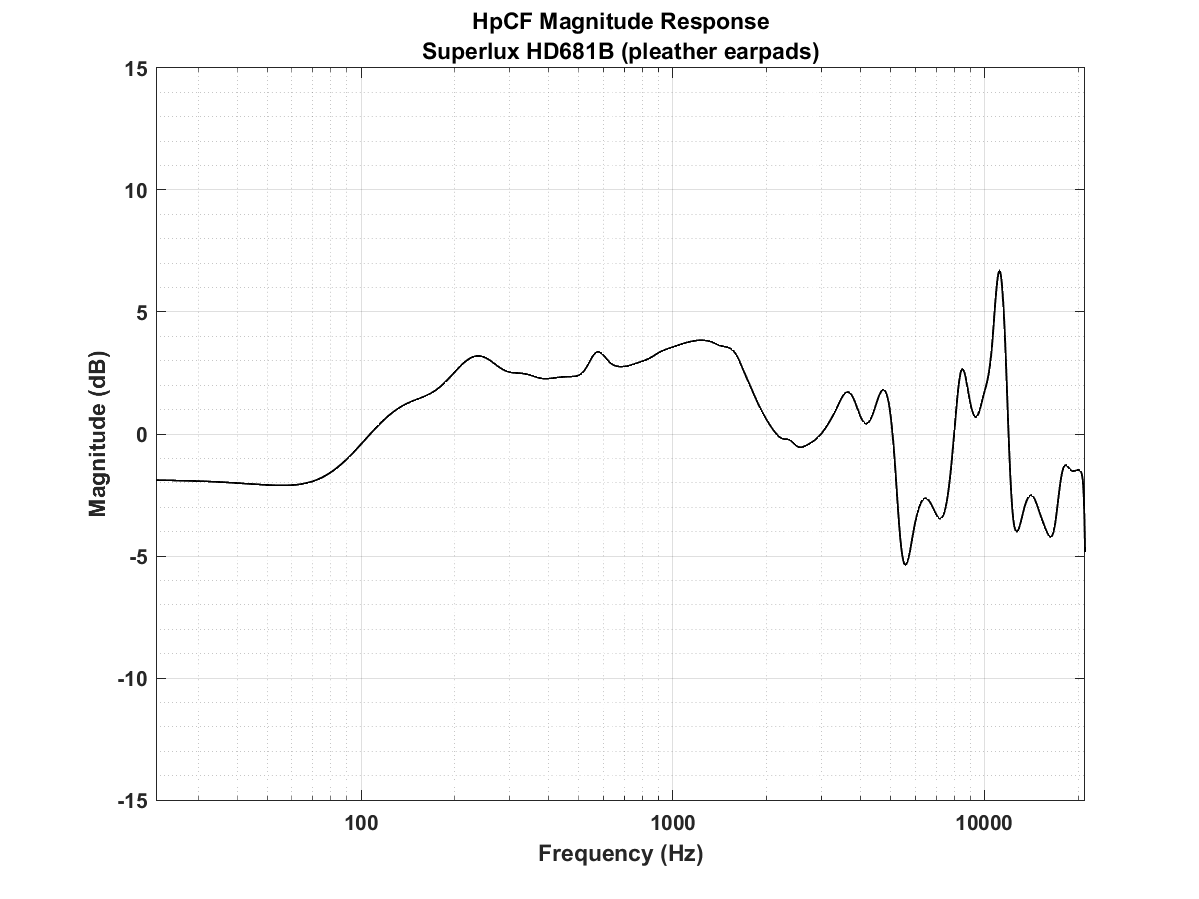 HpCF Magnitude Response
Superlux HD681B (pleather earpads)
15
10
5
0
-5
-10
-15
Magnitude (dB)
100
1000
10000
Frequency (Hz)